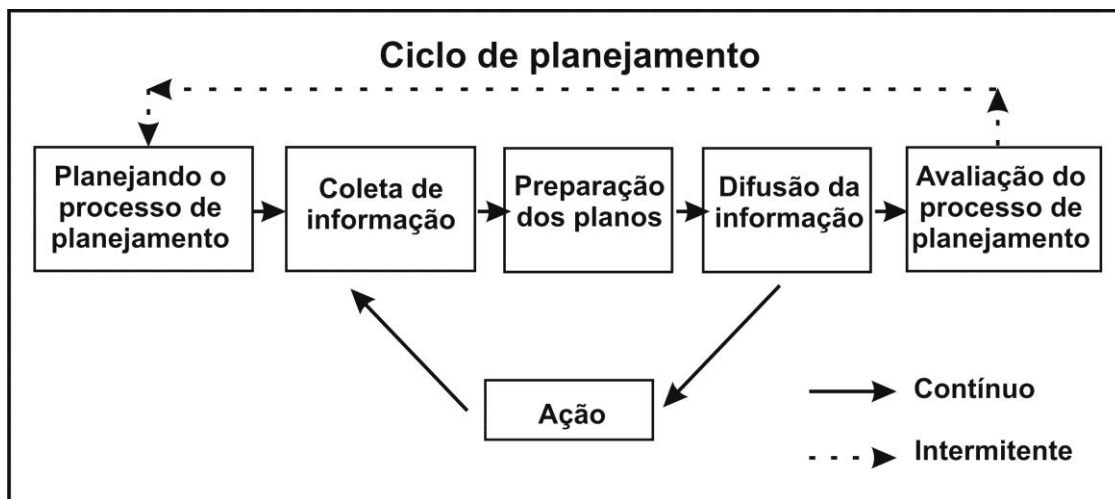 Ciclo de planejamento
Planejando o
processo de
planejamento
Coleta de
informação
Preparação
dos planos
Difusão da
informação
Avaliação do
processo de
planejamento
Ação
Contínuo
Intermitente